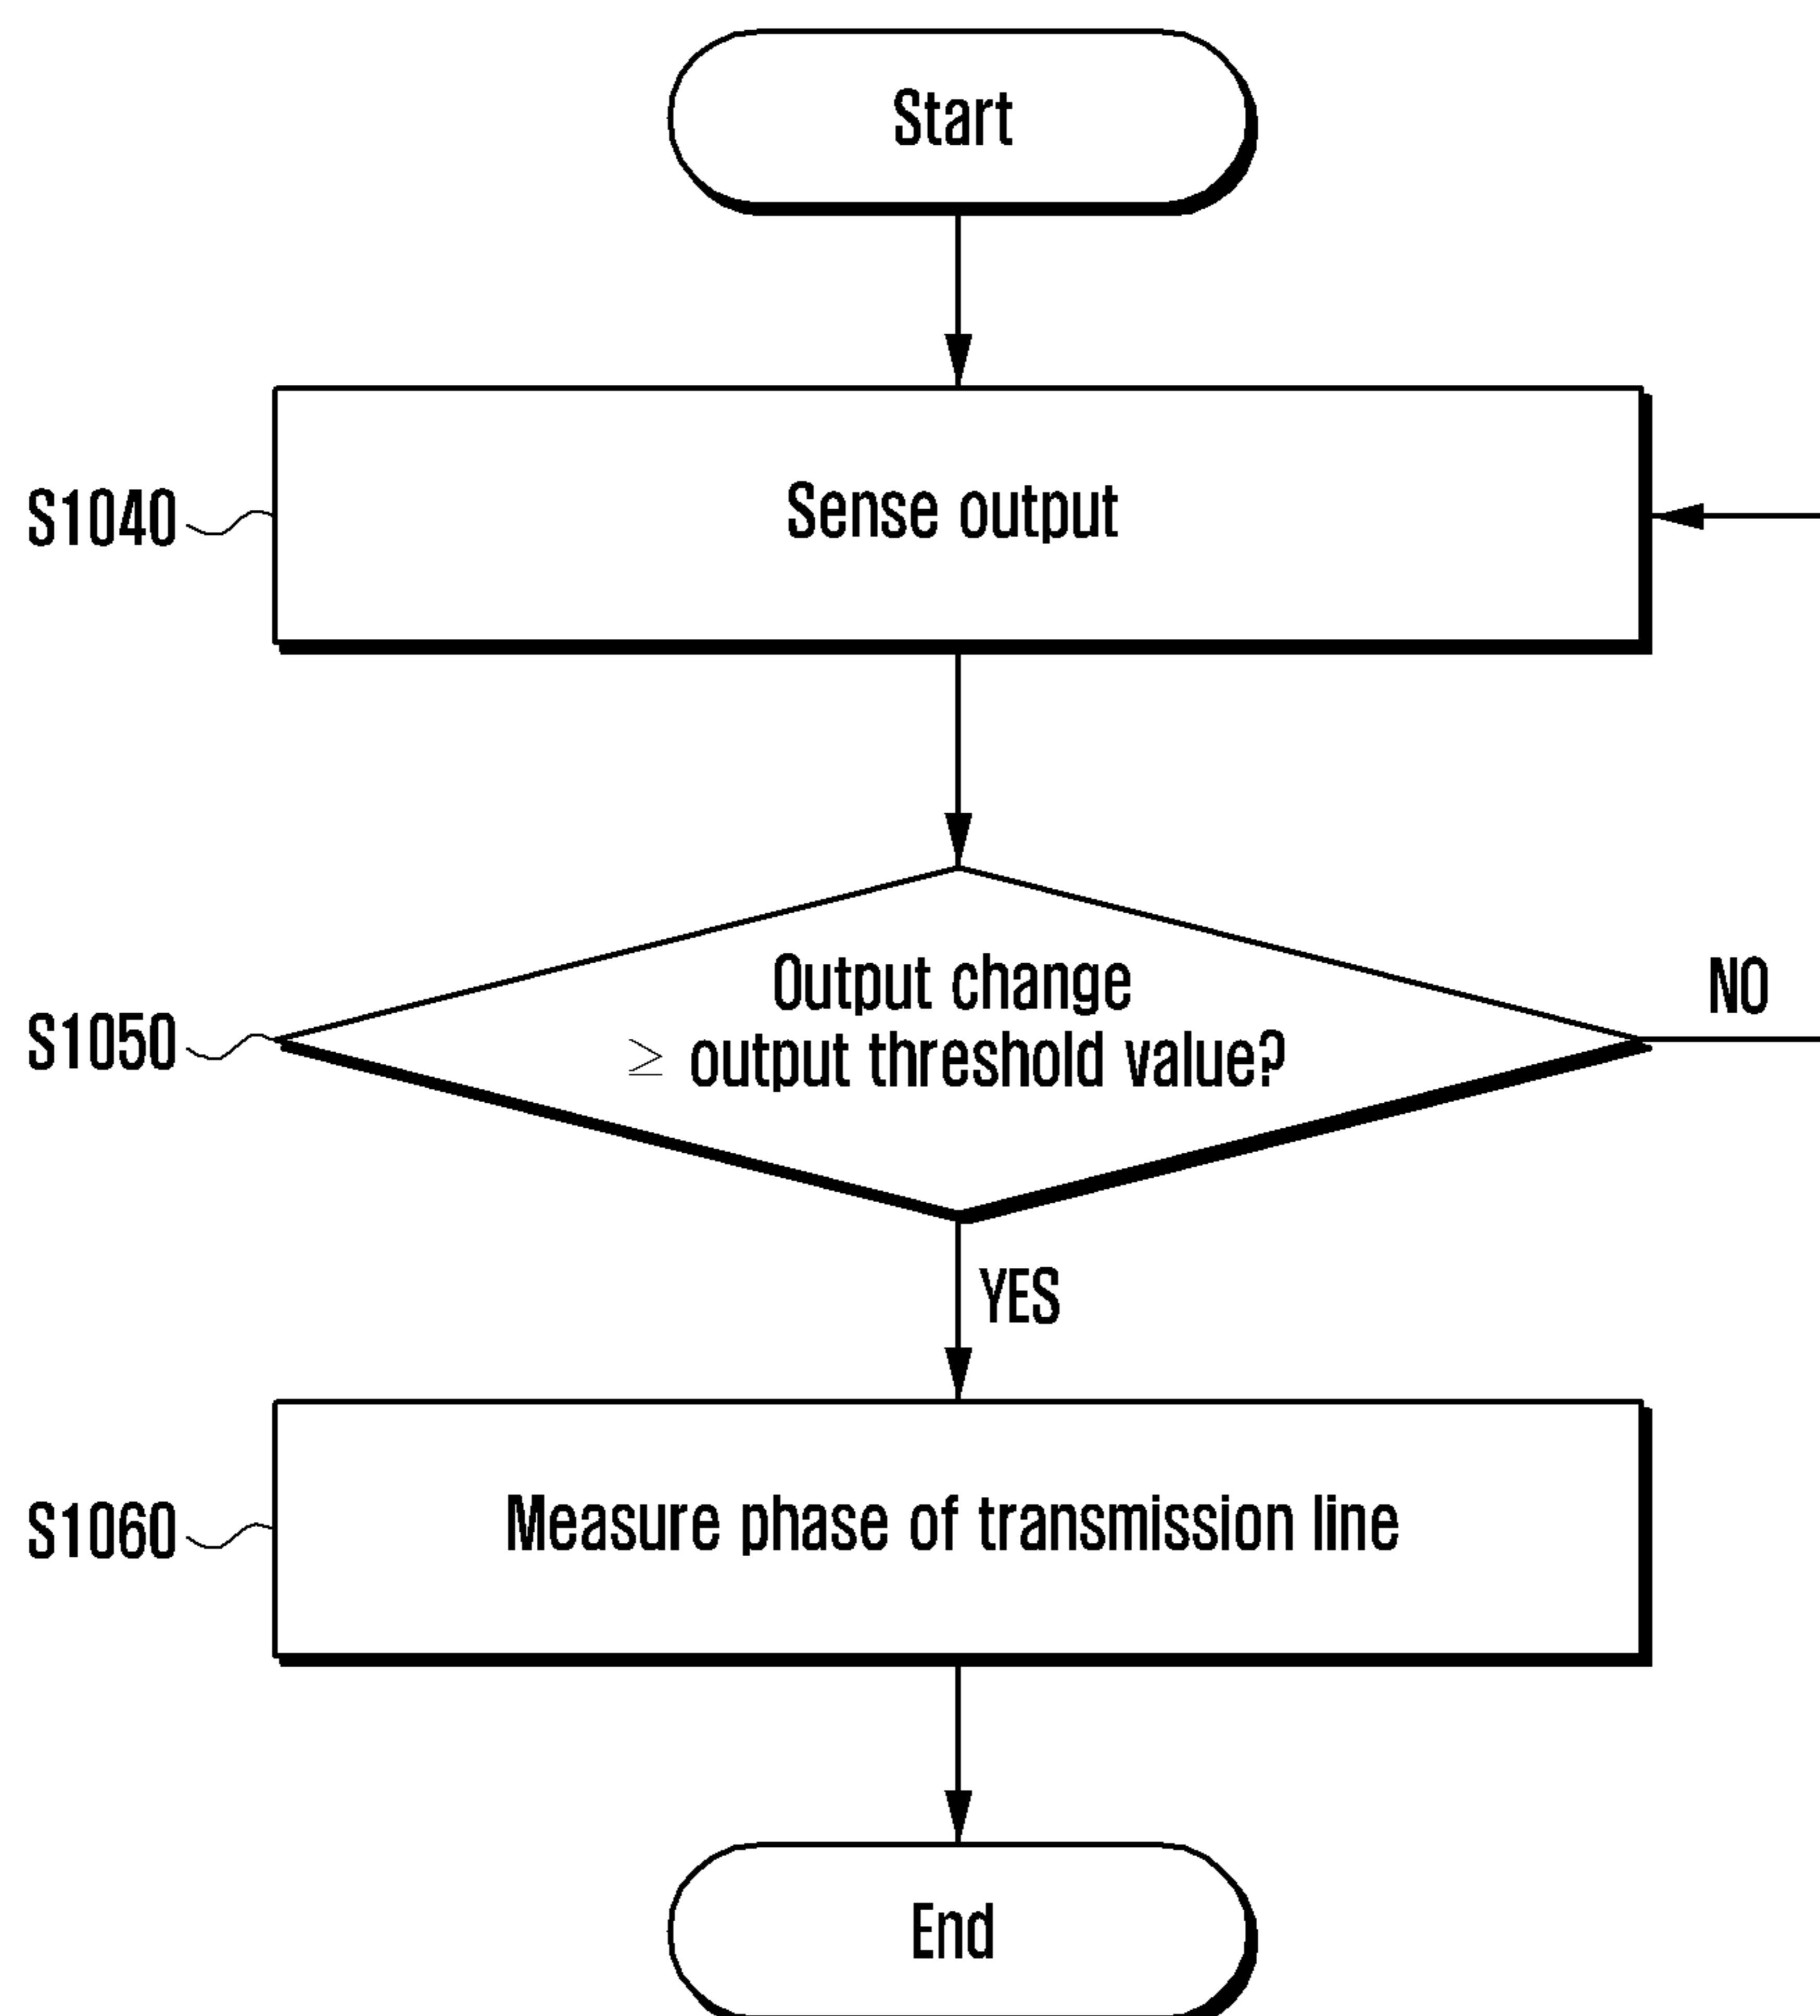 Start
S1040
Sense output
S1050
Output change
≥ output threshold value?
NO
YES
S1060
Measure phase of transmission line
End